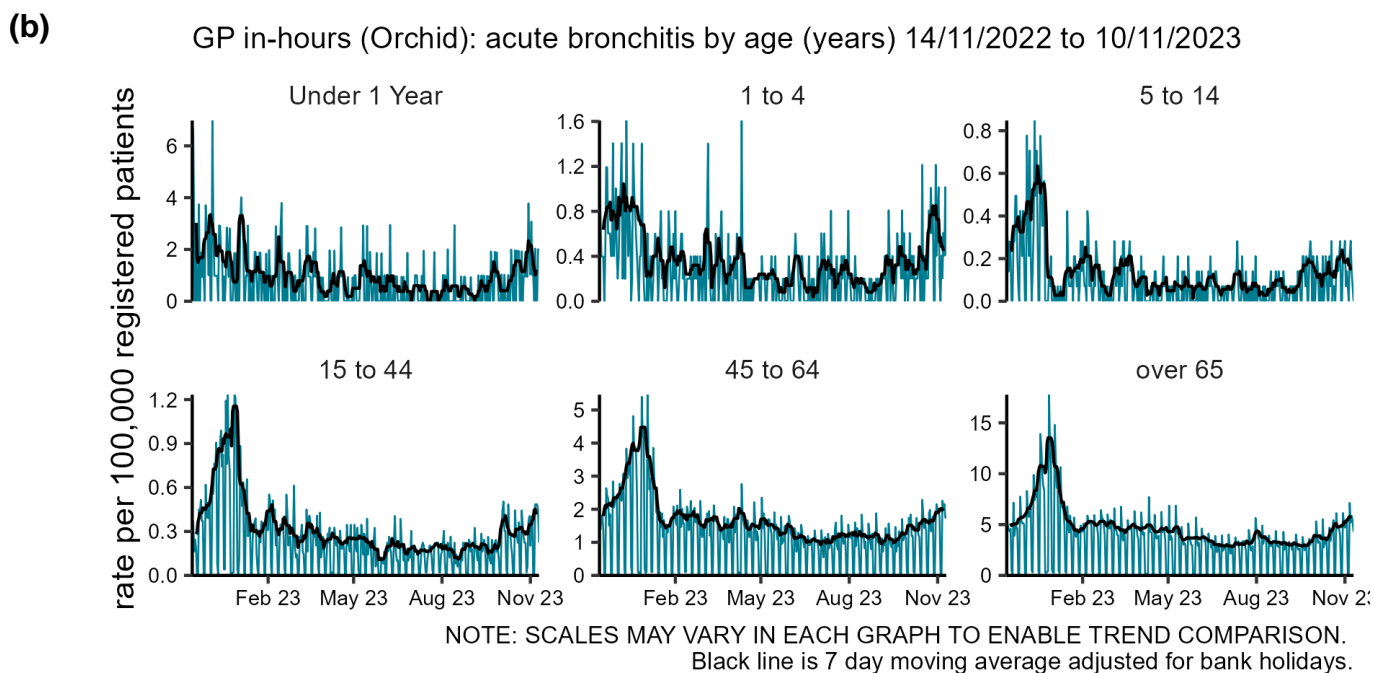 (b)
GP in-hours (Orchid): acute bronchitis by age (years) 14/11/2022 to 10/11/2023
rate per 100,000 registered patients
Under 1 Year
6
4
2
0
1 to 4
1.6
1.2
0.8
0.4
0.0
5 to 14
0.8
0.6
0.4
0.2
0.0
15 to 44
1.2
0.9
0.6
0.3
0.0
Feb 23 May 23 Aug 23 Nov 23
45 to 64
5
4
3
2
1
0
Feb 23 May 23 Aug 23 Nov 23
over 65
15
10
5
0
Feb 23 May 23 Aug 23 Nov 2
NOTE: SCALES MAY VARY IN EACH GRAPH TO ENABLE TREND COMPARISON.
Black line is 7 day moving average adjusted for bank holidays.